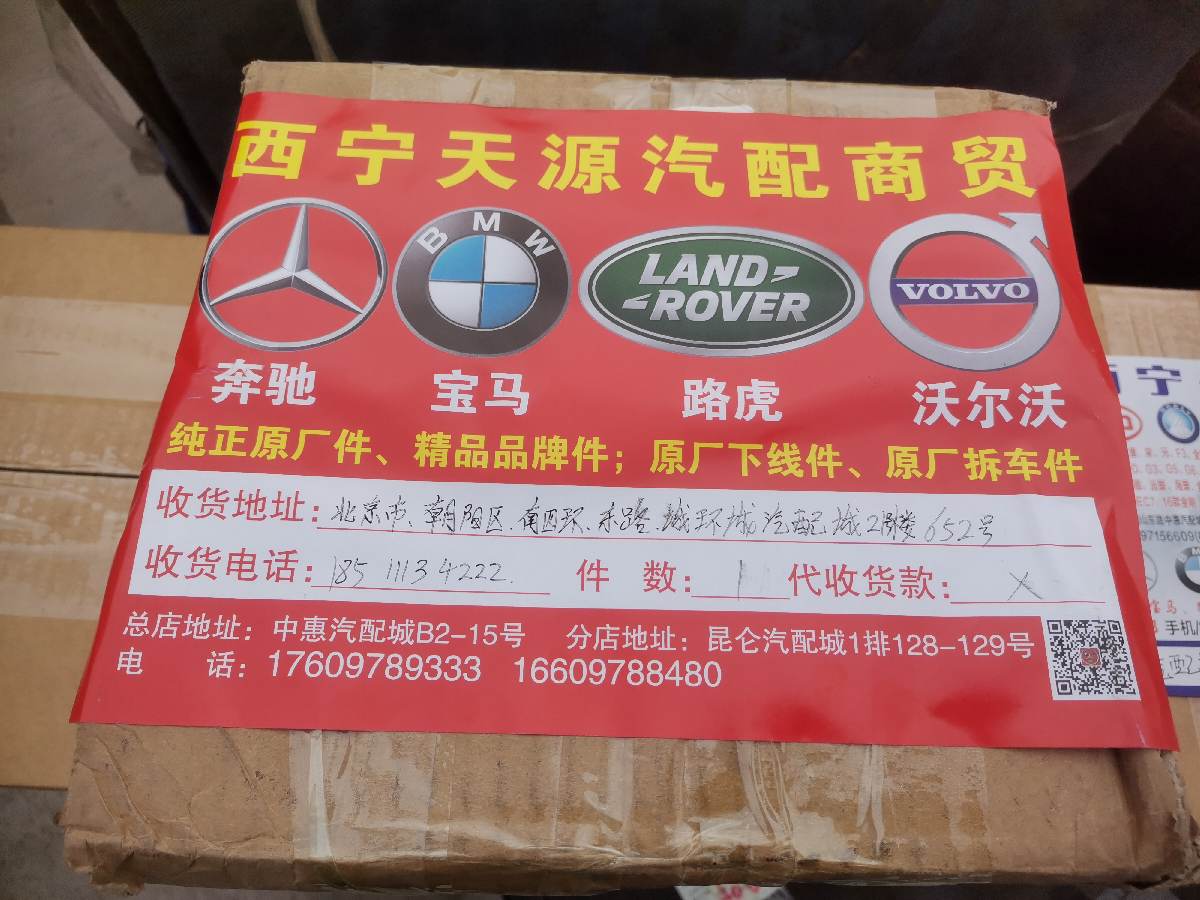 西宁天源汽配商贸
BMW LAND ROVER VOLVO
奔驰 宝马 路虎 沃尔沃
纯正原厂件、精品品牌件；原厂下线件、原厂拆车件
收货地址：北京市、朝阳区、南四环、东路 城环城汽配城2号楼652号
收货电话：185 1113 4222. 件 数：1 代收货款：X
总店地址：中惠汽配城B2-15号 分店地址：昆仑汽配城1排128-129号
电 话：17609789333 16609788480
宁
97156609